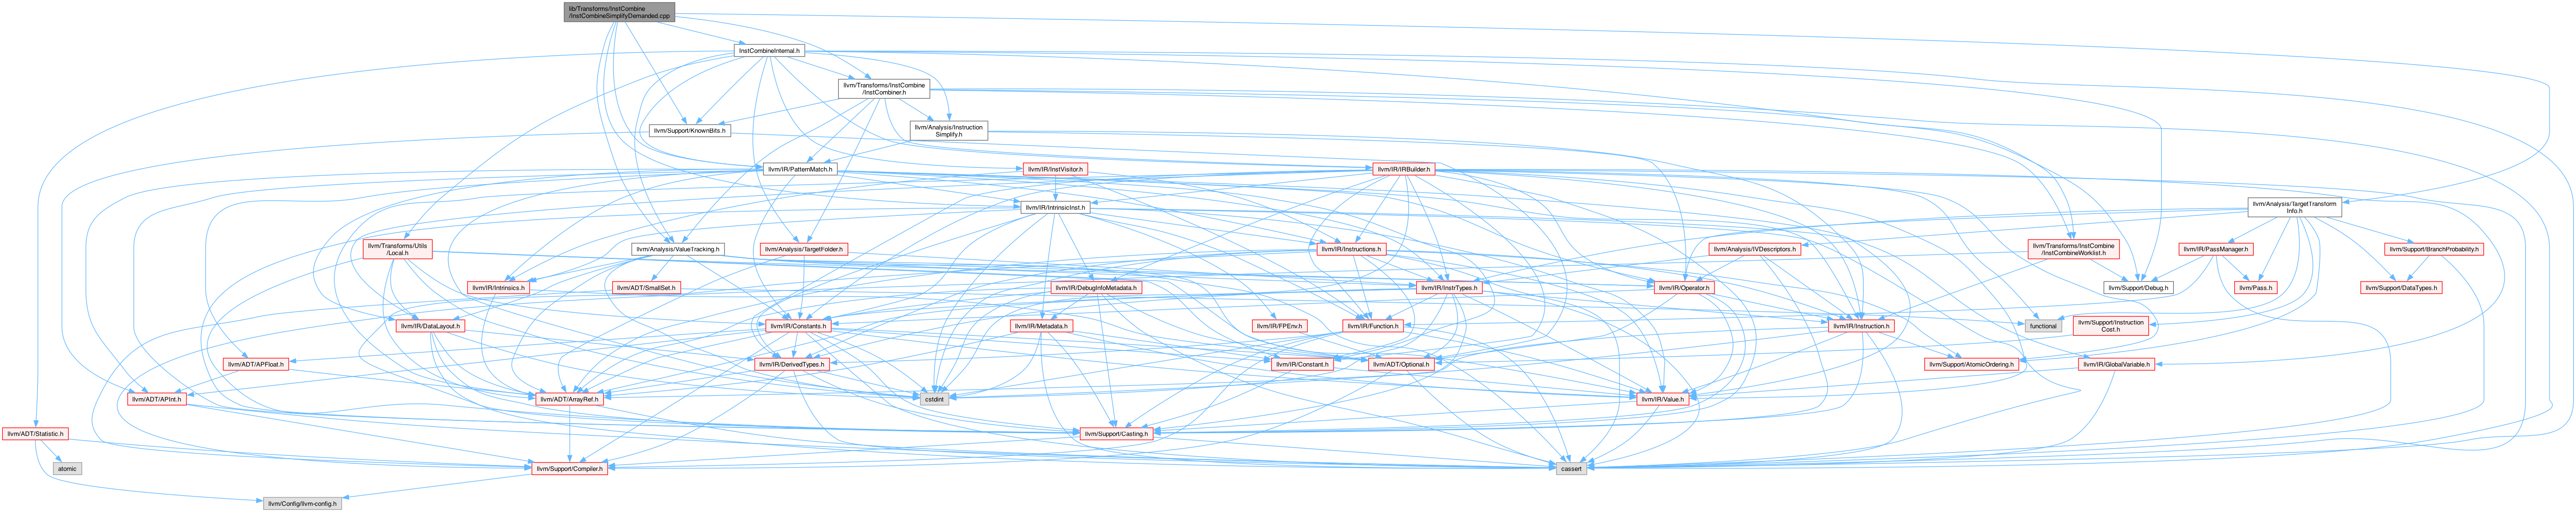 lib/Transforms/InstCombine
/InstCombineSimplifyDemanded.cpp
InstCombineInternal.h
llvm/Transforms/InstCombine
/InstCombiner.h
llvm/Support/KnownBits.h
llvm/Analysis/Instruction
Simplify.h
llvm/IR/PatternMatch.h
llvm/IR/InstVisitor.h
llvm/IR/IRBuilder.h
llvm/IR/IntrinsicInst.h
llvm/Analysis/TargetTransform
Info.h
llvm/Transforms/Utils
/Local.h
llvm/Analysis/ValueTracking.h
llvm/Analysis/TargetFolder.h
llvm/IR/Instructions.h
llvm/Analysis/IVDescriptors.h
llvm/Transforms/InstCombine
/InstCombineWorklist.h
llvm/IR/PassManager.h
llvm/Support/BranchProbability.h
llvm/IR/Intrinsics.h
llvm/ADT/SmallSet.h
llvm/IR/DebugInfoMetadata.h
llvm/IR/InstrTypes.h
llvm/IR/Operator.h
llvm/Support/Debug.h
llvm/Pass.h
llvm/Support/DataTypes.h
llvm/IR/DataLayout.h
llvm/IR/Constants.h
llvm/IR/Metadata.h
llvm/IR/FPEnv.h
llvm/IR/Function.h
llvm/IR/Instruction.h
functional
llvm/Support/Instruction
Cost.h
llvm/ADT/APFloat.h
llvm/IR/DerivedTypes.h
llvm/IR/Constant.h
llvm/ADT/Optional.h
llvm/Support/AtomicOrdering.h
llvm/IR/GlobalVariable.h
llvm/ADT/APInt.h
llvm/ADT/ArrayRef.h
cstdint
llvm/IR/Value.h
llvm/ADT/Statistic.h
llvm/Support/Casting.h
atomic
llvm/Support/Compiler.h
cassert
llvm/Config/llvm-config.h